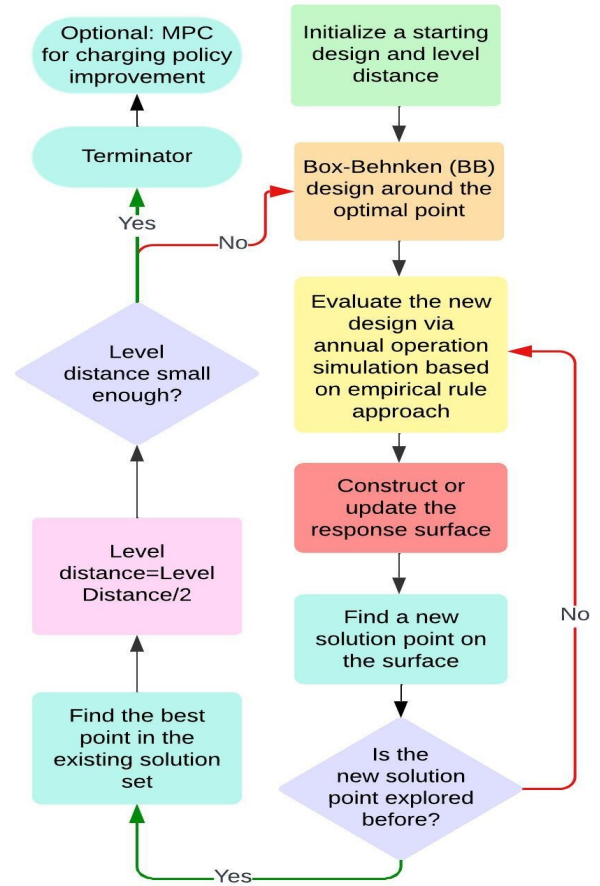 Optional: MPC
for charging policy
improvement
Terminator
Yes
No
Level
distance small
enough?
Level
distance=Level
Distance/2
Find the best
point in the
existing solution
set
Initialize a starting
design and level
distance
Box-Behnken (BB)
design around the
optimal point
Evaluate the new
design via
annual operation
simulation based
on empirical rule
approach
Construct or
update the
response surface
Find a new
solution point on
the surface
Is the
new solution
point explored
before?
No
Yes